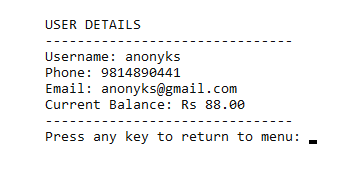 USER DETAILS
-------------------------------
Username: anonyks
Phone: 9814890441
Email: anonyks@gmail.com
Current Balance: Rs 88.00
-------------------------------
Press any key to return to menu: